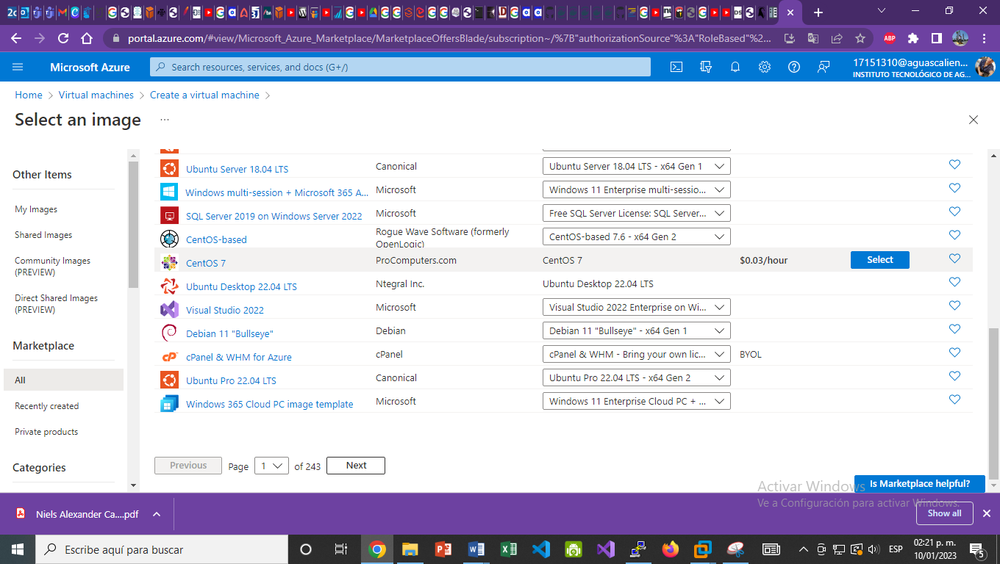 portal.azure.com/#view/Microsoft_Azure_Marketplace/MarketplaceOffersBlade/subscription~/%7B"authorizationSource"%3A"RoleBased"%2...
ABP
Microsoft Azure
Search resources, services, and docs (G+/)
17151310@aguascalien...
INSTITUTO TECNOLÓGICO DE AG...
Home > Virtual machines > Create a virtual machine >
Select an image ...
Other Items
My Images
Shared Images
Community Images
(PREVIEW)
Direct Shared Images
(PREVIEW)
Marketplace
All
Recently created
Private products
Categories
Ubuntu Server 18.04 LTS Canonical Ubuntu Server 18.04 LTS - x64 Gen 1
Windows multi-session + Microsoft 365 A... Microsoft Windows 11 Enterprise multi-sessio...
SQL Server 2019 on Windows Server 2022 Microsoft Free SQL Server License: SQL Server...
CentOS-based Rogue Wave Software (formerly OpenLogic) CentOS-based 7.6 - x64 Gen 2
CentOS 7 ProComputers.com CentOS 7 $0.03/hour Select
Ubuntu Desktop 22.04 LTS Ntegral Inc. Ubuntu Desktop 22.04 LTS
Visual Studio 2022 Microsoft Visual Studio 2022 Enterprise on Wi...
Debian 11 "Bullseye" Debian Debian 11 "Bullseye" - x64 Gen 1
cPanel & WHM for Azure cPanel cPanel & WHM - Bring your own lic... BYOL
Ubuntu Pro 22.04 LTS Canonical Ubuntu Pro 22.04 LTS - x64 Gen 2
Windows 365 Cloud PC image template Microsoft Windows 11 Enterprise Cloud PC + ...
Previous Page 1 of 243 Next
Is Marketplace helpful?
Activar Windows
Ve a Configuración para activar Windows.
Niels Alexander Ca....pdf
Show all
Escribe aquí para buscar
ESP
02:21 p. m.
10/01/2023
5